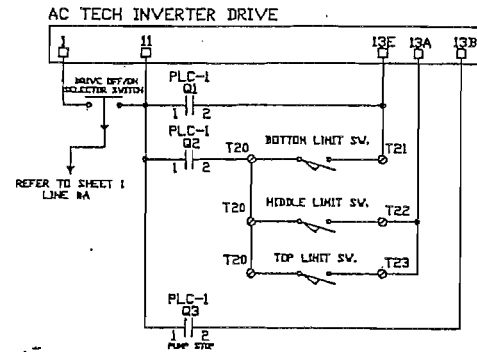 AC TECH INVERTER DRIVE
1 11 13E 13A 13B
DRIVE OFF/ON
SELECTOR SWITCH
PLC-1
Q1
1 2
PLC-1
Q2
1 2
T20 BOTTOM LIMIT SW. T21
REFER TO SHEET 1
LINE
T20 MIDDLE LIMIT SW. T22
T20 TOP LIMIT SW. T23
PLC-1
Q3
1 2
PUMP STOP